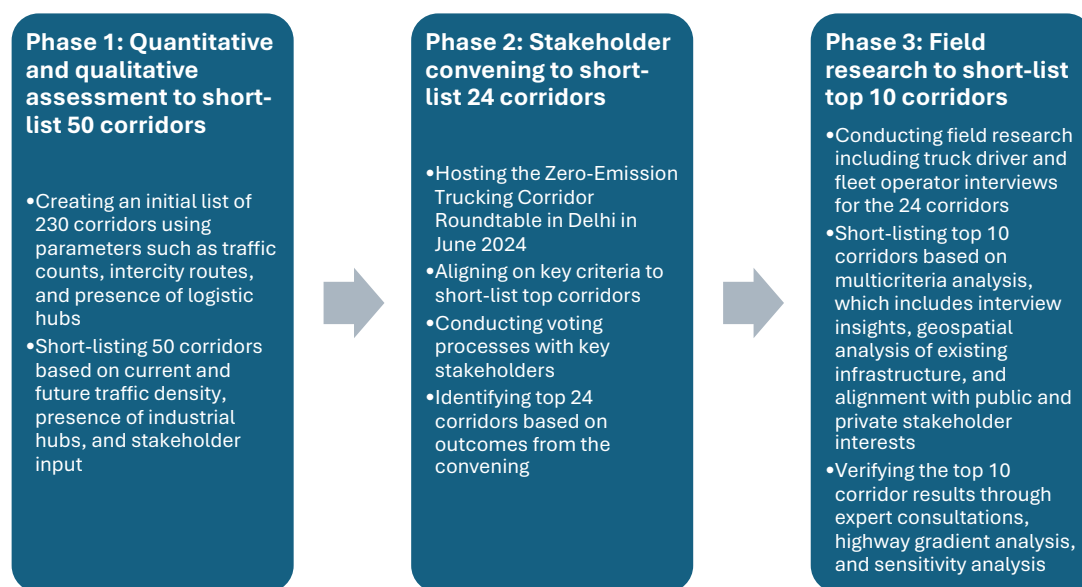 Phase 1: Quantitative
and qualitative
assessment to short-
list 50 corridors
•Creating an initial list of
230 corridors using
parameters such as traffic
counts, intercity routes,
and presence of logistic
hubs
•Short-listing 50 corridors
based on current and
future traffic density,
presence of industrial
hubs, and stakeholder
input
Phase 2: Stakeholder
convening to short-
list 24 corridors
•Hosting the Zero-Emission
Trucking Corridor
Roundtable in Delhi in
June 2024
•Aligning on key criteria to
short-list top corridors
•Conducting voting
processes with key
stakeholders
•Identifying top 24
corridors based on
outcomes from the
convening
Phase 3: Field
research to short-list
top 10 corridors
•Conducting field research
including truck driver and
fleet operator interviews
for the 24 corridors
•Short-listing top 10
corridors based on
multicriteria analysis,
which includes interview
insights, geospatial
analysis of existing
infrastructure, and
alignment with public and
private stakeholder
interests
•Verifying the top 10
corridor results through
expert consultations,
highway gradient analysis,
and sensitivity analysis